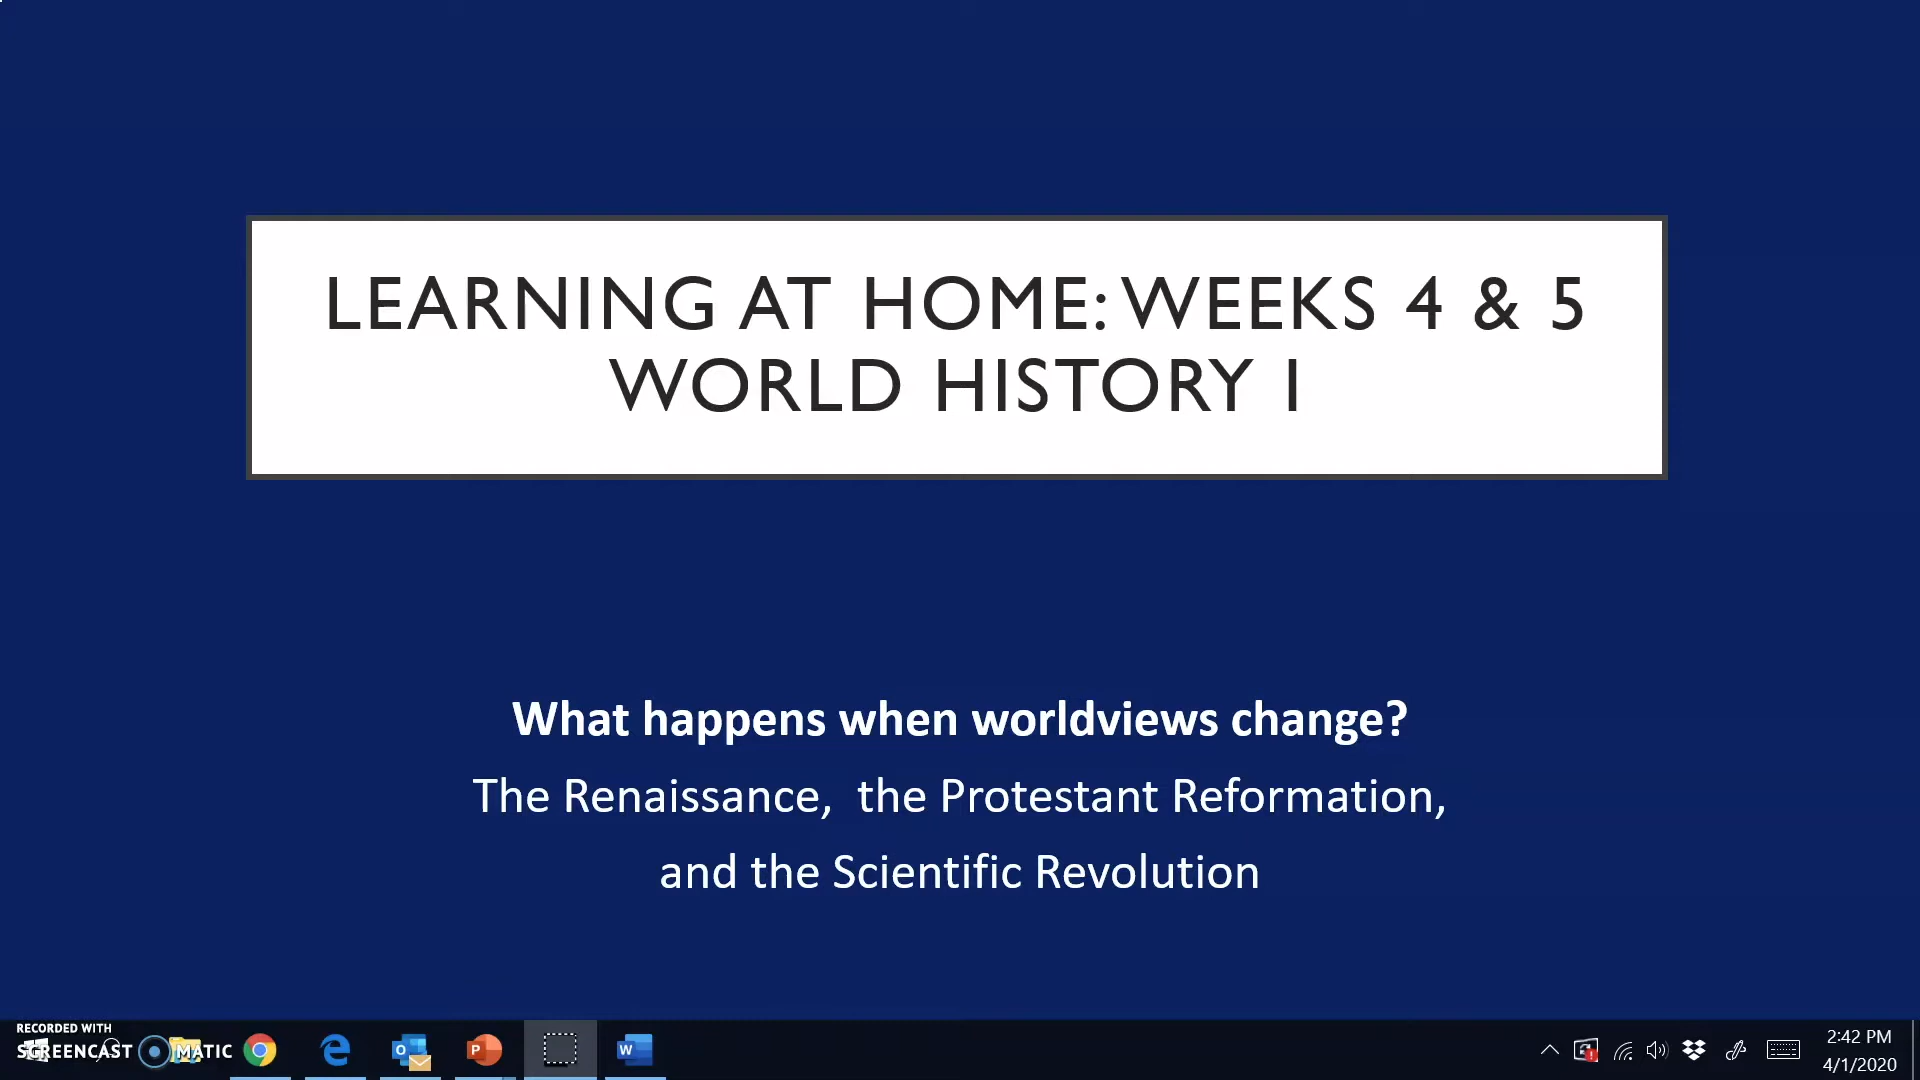 LEARNING AT HOME: WEEKS 4 & 5
WORLD HISTORY I
What happens when worldviews change?
The Renaissance,  the Protestant Reformation,
and the Scientific Revolution
RECORDED WITH
SCREENCAST MATIC
2:42 PM
4/1/2020